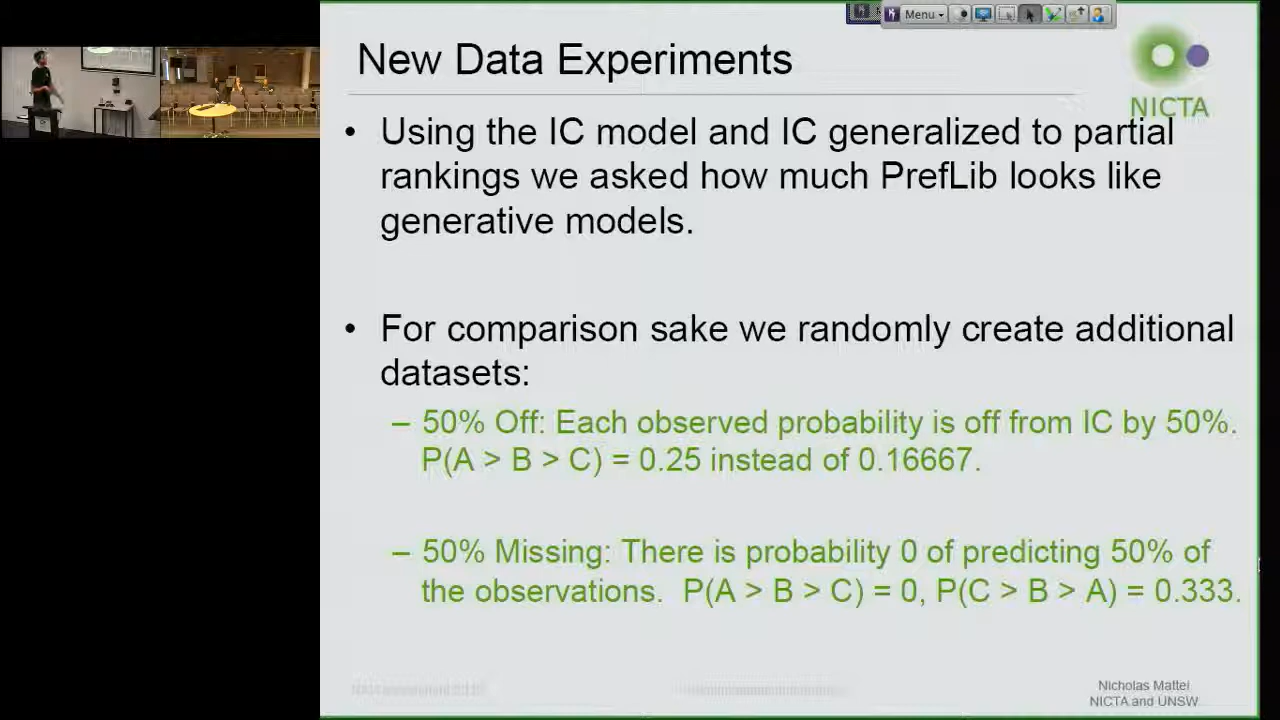 Menu
New Data Experiments
NICTA
• Using the IC model and IC generalized to partial
rankings we asked how much PrefLib looks like
generative models.
• For comparison sake we randomly create additional
datasets:
– 50% Off: Each observed probability is off from IC by 50%.
P(A > B > C) = 0.25 instead of 0.16667.
– 50% Missing: There is probability 0 of predicting 50% of
the observations. P(A > B > C) = 0, P(C > B > A) = 0.333.
Nicholas Mattei
NICTA and UNSW